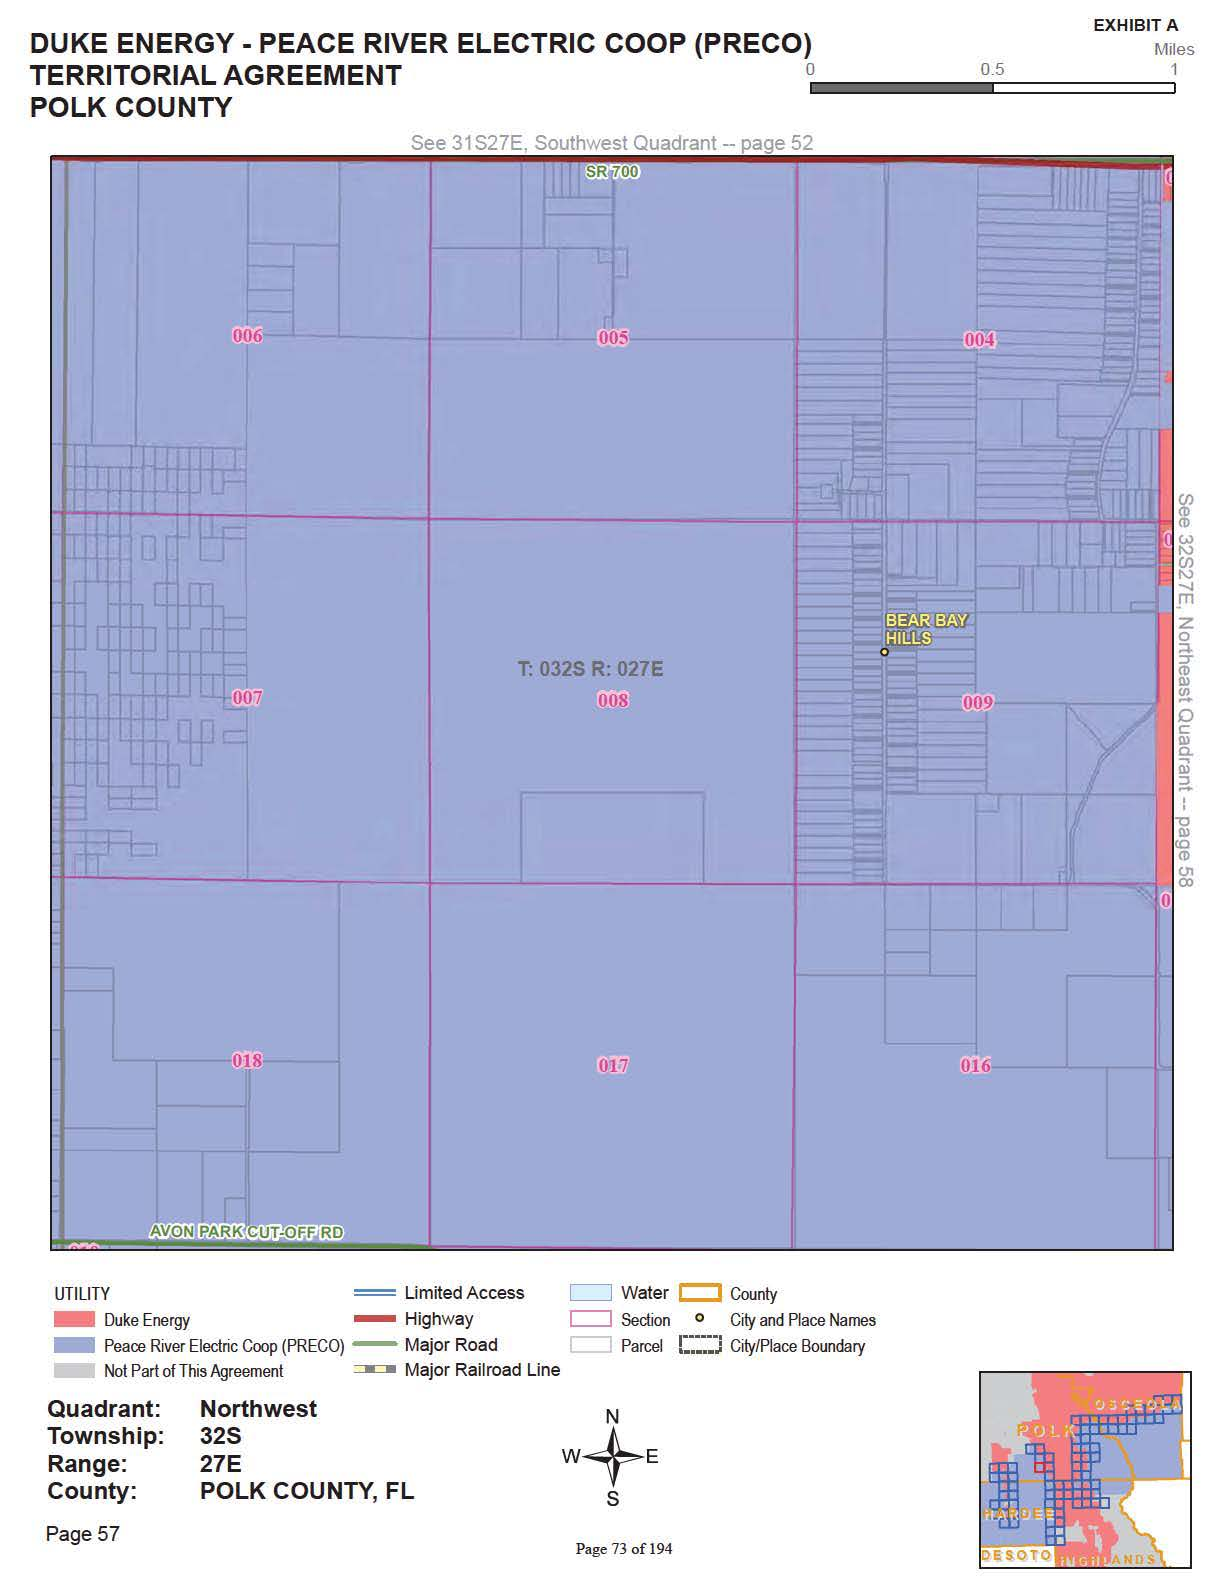 EXHIBIT A
DUKE ENERGY - PEACE RIVER ELECTRIC COOP (PRECO)
TERRITORIAL AGREEMENT
POLK COUNTY
Miles
0 0.5 1
See 31S27E, Southwest Quadrant -- page 52
SR 700
006
005
004
BEAR BAY
HILLS
T: 032S R: 027E
007
008
009
See 32S27E, Northeast Quadrant -- page 58
018
017
016
AVON PARK CUT-OFF RD
UTILITY
Duke Energy
Peace River Electric Coop (PRECO)
Not Part of This Agreement
Limited Access
Highway
Major Road
Major Railroad Line
Water
Section
Parcel
County
City and Place Names
City/Place Boundary
Quadrant: Northwest
Township: 32S
Range: 27E
County: POLK COUNTY, FL
Page 57
N
W E
S
Page 73 of 194
OSCEOLA
POLK
HARDEE
DESOTO
HIGHLANDS